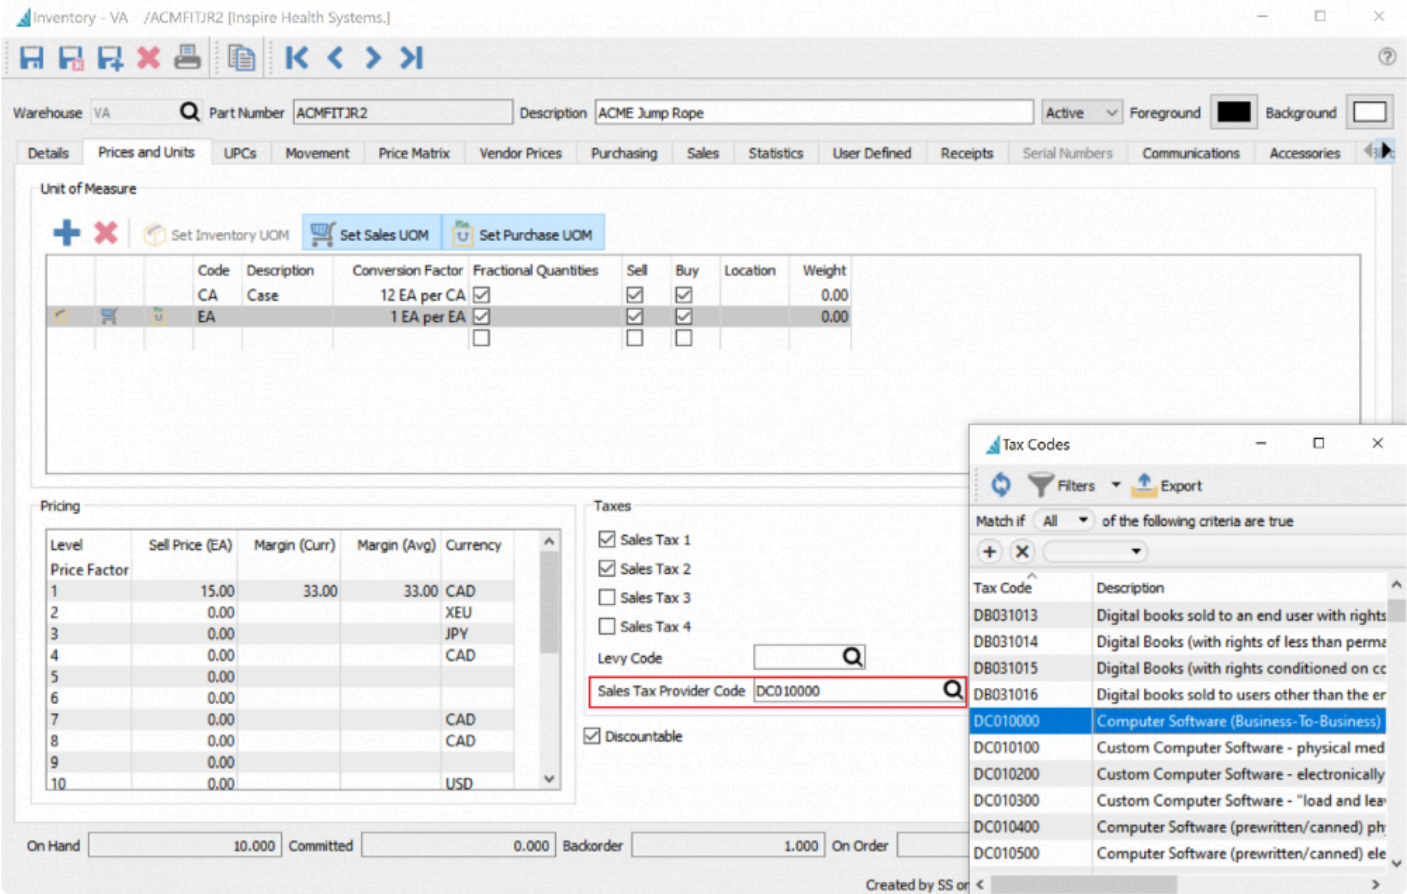 Inventory - VA    /ACMFITJR2 [Inspire Health Systems.]
Warehouse VA Part Number ACMFITJR2 Description ACME Jump Rope Active Foreground Background
Details Prices and Units UPCs Movement Price Matrix Vendor Prices Purchasing Sales Statistics User Defined Receipts Serial Numbers Communications Accessories
Unit of Measure
Set Inventory UOM Set Sales UOM Set Purchase UOM
Code Description Conversion Factor Fractional Quantities Sell Buy Location Weight
CA Case 12 EA per CA 0.00
EA 1 EA per EA 0.00
Pricing
Level Sell Price (EA) Margin (Curr) Margin (Avg) Currency
Price Factor
1 15.00 33.00 33.00 CAD
2 0.00 XEU
3 0.00 JPY
4 0.00 CAD
5 0.00
6 0.00
7 0.00 CAD
8 0.00 CAD
9 0.00
10 0.00 USD
Taxes
Sales Tax 1
Sales Tax 2
Sales Tax 3
Sales Tax 4
Levy Code
Sales Tax Provider Code DC010000
Discountable
Tax Codes
Filters Export
Match if All of the following criteria are true
Tax Code Description
DB031013 Digital books sold to an end user with rights
DB031014 Digital Books (with rights of less than perma
DB031015 Digital Books (with rights conditioned on cc
DB031016 Digital books sold to users other than the er
DC010000 Computer Software (Business-To-Business)
DC010100 Custom Computer Software - physical med
DC010200 Custom Computer Software - electronically
DC010300 Custom Computer Software - "load and lea
DC010400 Computer Software (prewritten/canned) ph
DC010500 Computer Software (prewritten/canned) ele
On Hand 10.000 Committed 0.000 Backorder 1.000 On Order
Created by SS or